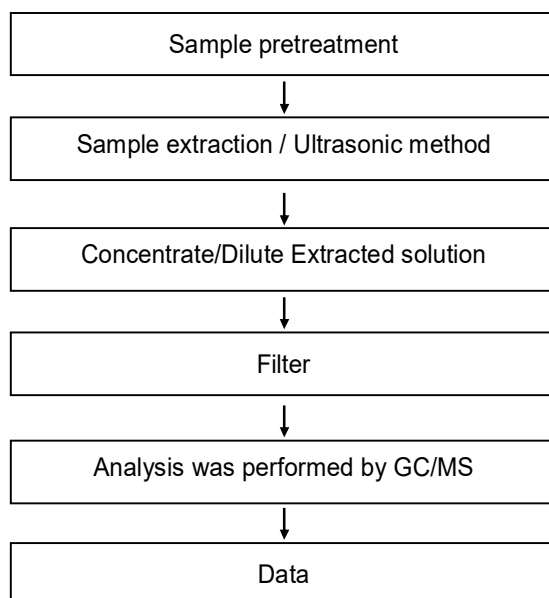 Sample pretreatment
Sample extraction / Ultrasonic method
Concentrate/Dilute Extracted solution
Filter
Analysis was performed by GC/MS
Data